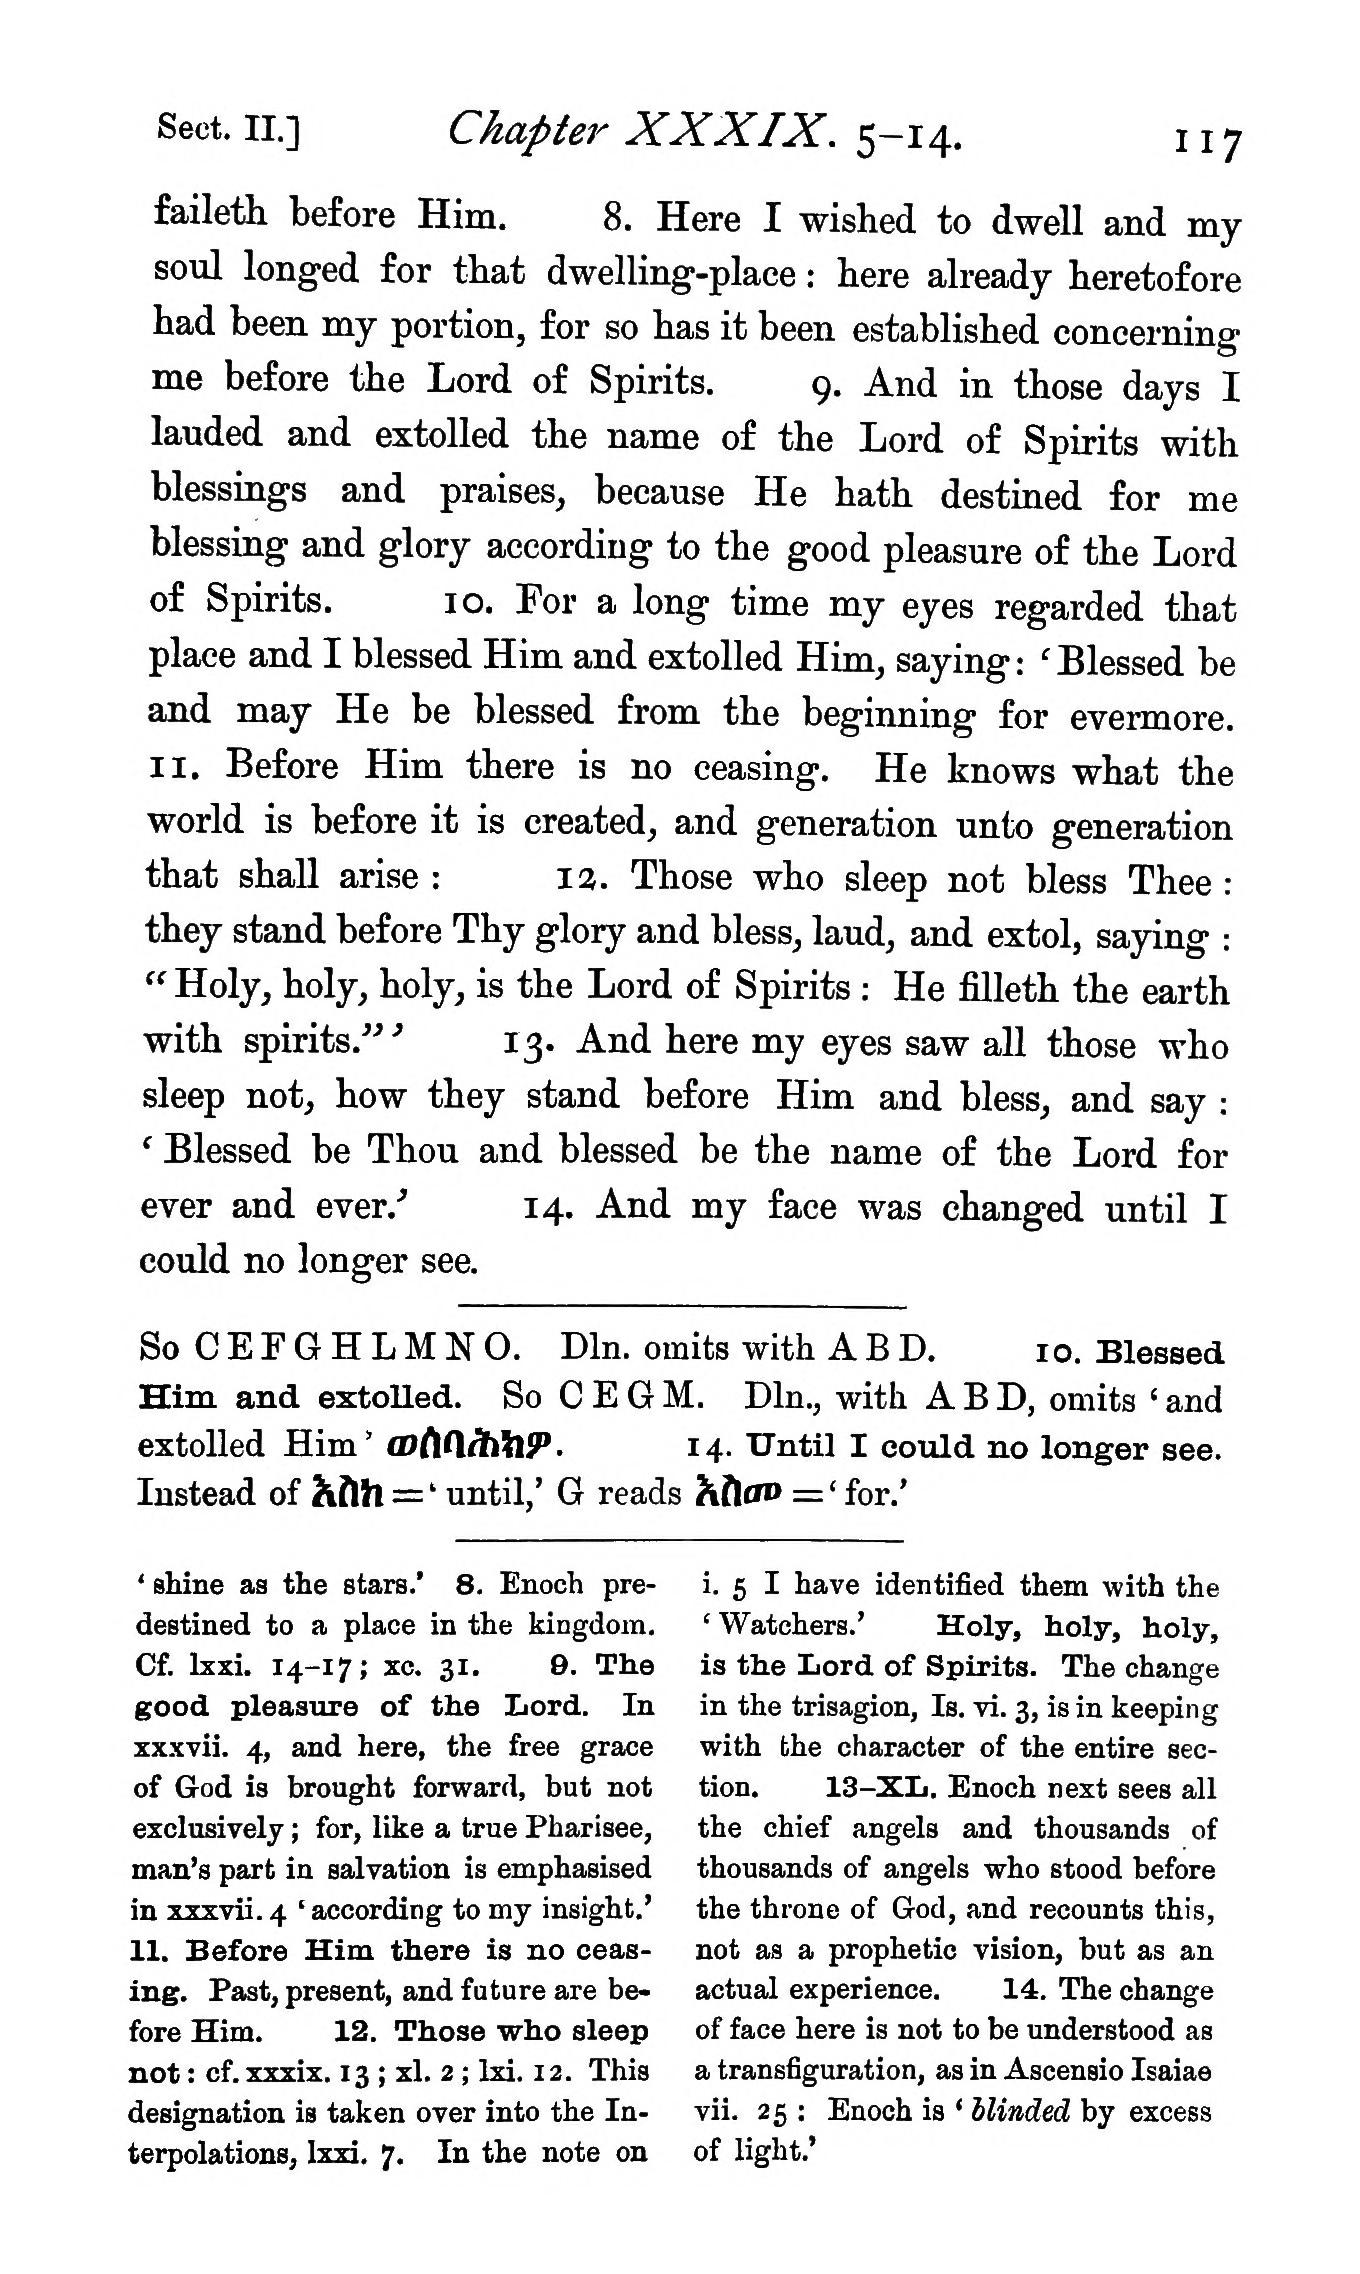 Sect. II.] Chapter XXXIX. 5–14. 117
faileth before Him. 8. Here I wished to dwell and my
soul longed for that dwelling-place : here already heretofore
had been my portion, for so has it been established concerning
me before the Lord of Spirits. 9. And in those days I
lauded and extolled the name of the Lord of Spirits with
blessings and praises, because He hath destined for me
blessing and glory according to the good pleasure of the Lord
of Spirits. 10. For a long time my eyes regarded that
place and I blessed Him and extolled Him, saying: ‘Blessed be
and may He be blessed from the beginning for evermore.
11. Before Him there is no ceasing. He knows what the
world is before it is created, and generation unto generation
that shall arise : 12. Those who sleep not bless Thee :
they stand before Thy glory and bless, laud, and extol, saying :
“Holy, holy, holy, is the Lord of Spirits : He filleth the earth
with spirits.”’ 13. And here my eyes saw all those who
sleep not, how they stand before Him and bless, and say :
‘Blessed be Thou and blessed be the name of the Lord for
ever and ever.’ 14. And my face was changed until I
could no longer see.
So C E F G H L M N O. Dln. omits with A B D. 10. Blessed
Him and extolled. So C E G M. Dln., with A B D, omits ‘and
extolled Him’ ወሰባሕክዎ. 14. Until I could no longer see.
Instead of እስከ =‘until,’ G reads እስመ =‘for.’
‘shine as the stars.’ 8. Enoch pre-
destined to a place in the kingdom.
Cf. lxxi. 14–17; xc. 31. 9. The
good pleasure of the Lord. In
xxxvii. 4, and here, the free grace
of God is brought forward, but not
exclusively; for, like a true Pharisee,
man’s part in salvation is emphasised
in xxxvii. 4 ‘according to my insight.’
11. Before Him there is no ceas-
ing. Past, present, and future are be-
fore Him. 12. Those who sleep
not: cf. xxxix. 13; xl. 2; lxi. 12. This
designation is taken over into the In-
terpolations, lxxi. 7. In the note on
i. 5 I have identified them with the
‘Watchers.’ Holy, holy, holy,
is the Lord of Spirits. The change
in the trisagion, Is. vi. 3, is in keeping
with the character of the entire sec-
tion. 13–XL. Enoch next sees all
the chief angels and thousands of
thousands of angels who stood before
the throne of God, and recounts this,
not as a prophetic vision, but as an
actual experience. 14. The change
of face here is not to be understood as
a transfiguration, as in Ascensio Isaiae
vii. 25 : Enoch is ‘blinded by excess
of light.’